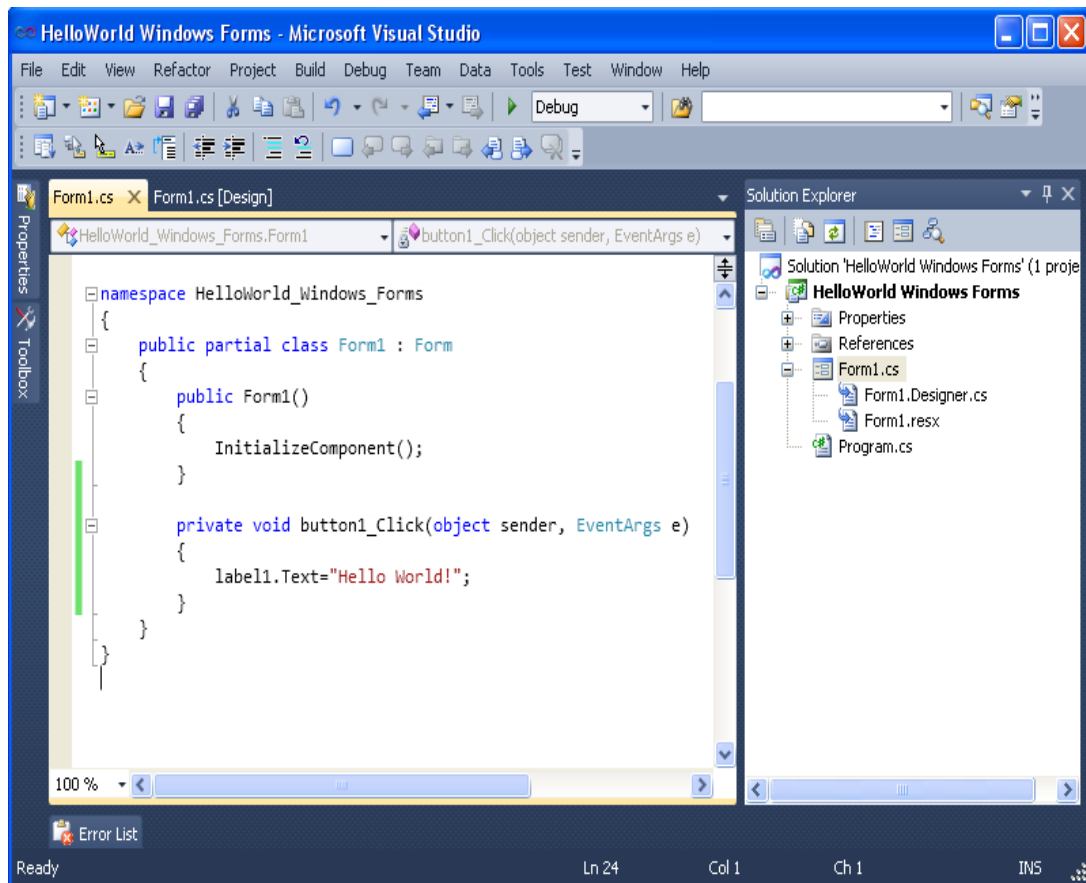 HelloWorld Windows Forms - Microsoft Visual Studio
File Edit View Refactor Project Build Debug Team Data Tools Test Window Help
Debug
Form1.cs Form1.cs [Design]
Solution Explorer
Properties
Toolbox
HelloWorld_Windows_Forms.Form1
button1_Click(object sender, EventArgs e)
namespace HelloWorld_Windows_Forms
{
public partial class Form1 : Form
{
public Form1()
{
InitializeComponent();
}
private void button1_Click(object sender, EventArgs e)
{
label1.Text="Hello World!";
}
}
}
100 %
Solution 'HelloWorld Windows Forms' (1 proje
HelloWorld Windows Forms
Properties
References
Form1.cs
Form1.Designer.cs
Form1.resx
Program.cs
Error List
Ready Ln 24 Col 1 Ch 1 INS